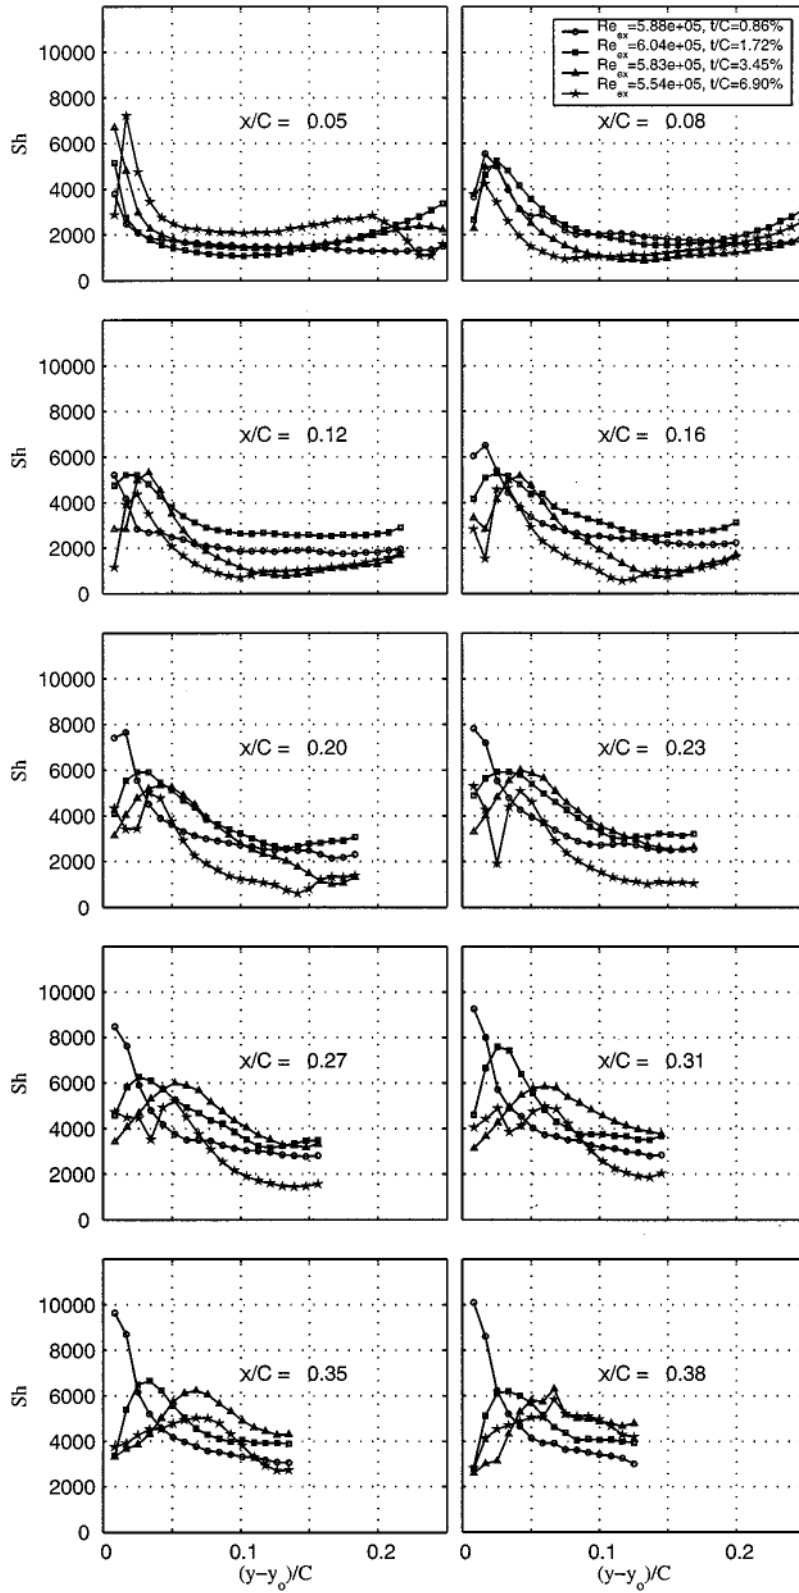 Re_ex=5.88e+05, t/C=0.86%
Re_ex=6.04e+05, t/C=1.72%
Re_ex=5.83e+05, t/C=3.45%
Re_ex=5.54e+05, t/C=6.90%
12000
10000
8000
6000
4000
2000
0
Sh
x/C = 0.05
x/C = 0.08
10000
8000
6000
4000
2000
0
Sh
x/C = 0.12
x/C = 0.16
10000
8000
6000
4000
2000
0
Sh
x/C = 0.20
x/C = 0.23
10000
8000
6000
4000
2000
0
Sh
x/C = 0.27
x/C = 0.31
10000
8000
6000
4000
2000
0
Sh
x/C = 0.35
x/C = 0.38
0 0.1 0.2
0 0.1 0.2
(y-y_o)/C
(y-y_o)/C